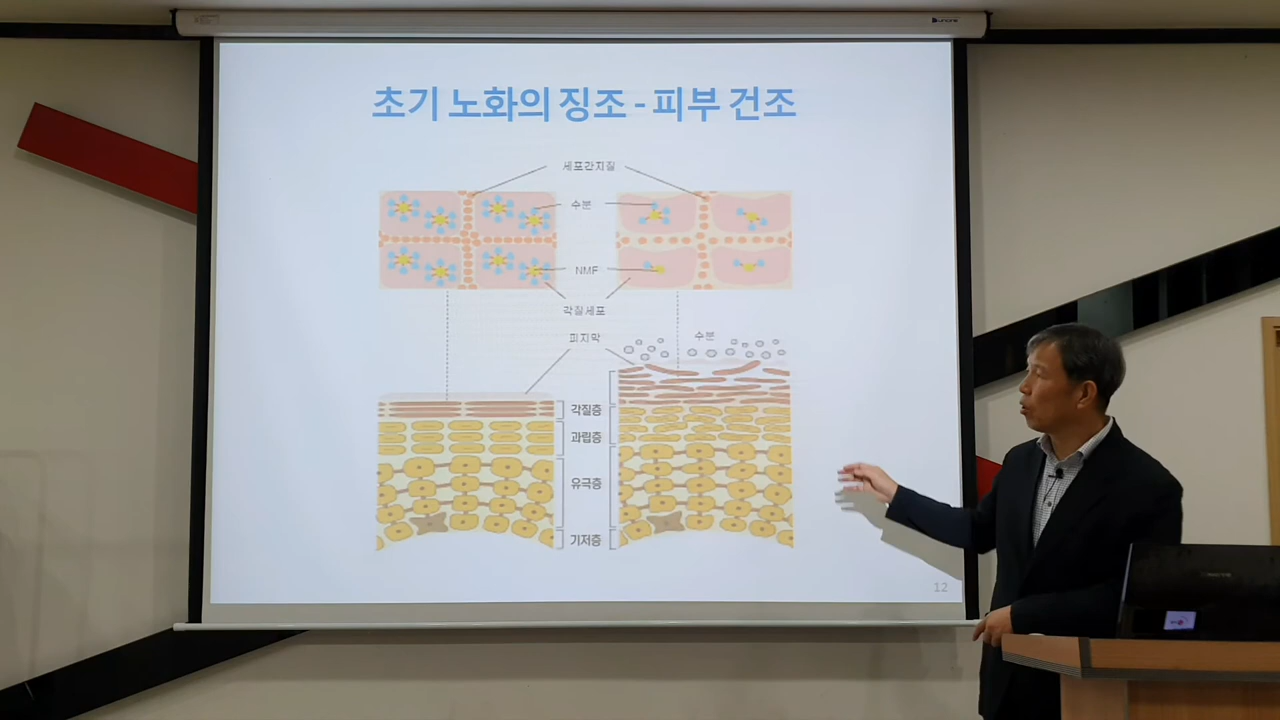 초기 노화의 징조 - 피부 건조
세포간지질
수분
NMF
각질세포
피지막
수분
각질층
과립층
유극층
기저층
12